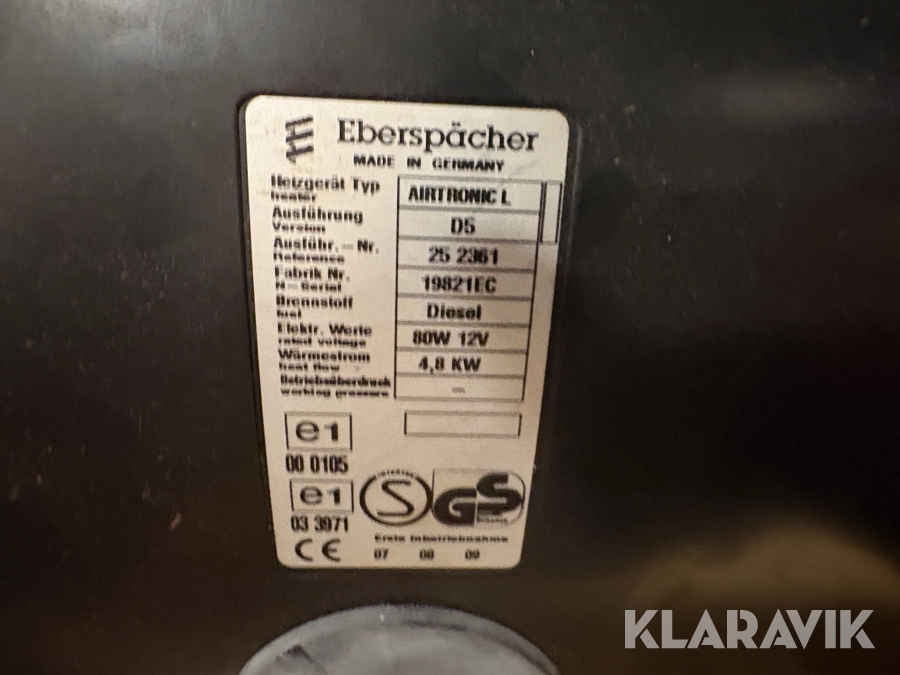 Eberspächer
MADE IN GERMANY
Heizgerät Typ
heater
AIRTRONIC L
Ausführung
Version
D5
Ausführ. – Nr.
Reference
25 2361
Fabrik Nr.
N – Serial
19821EC
Brennstoff
fuel
Diesel
Elektr. Werte
rated voltage
80W 12V
Wärmestrom
heat flow
4,8 KW
Betriebsüberdruck
working pressure
–
e1
00 0105
e1
03 3971
S
GS
CE
Erste Inbetriebnahme
07 08 09
KLARAVIK